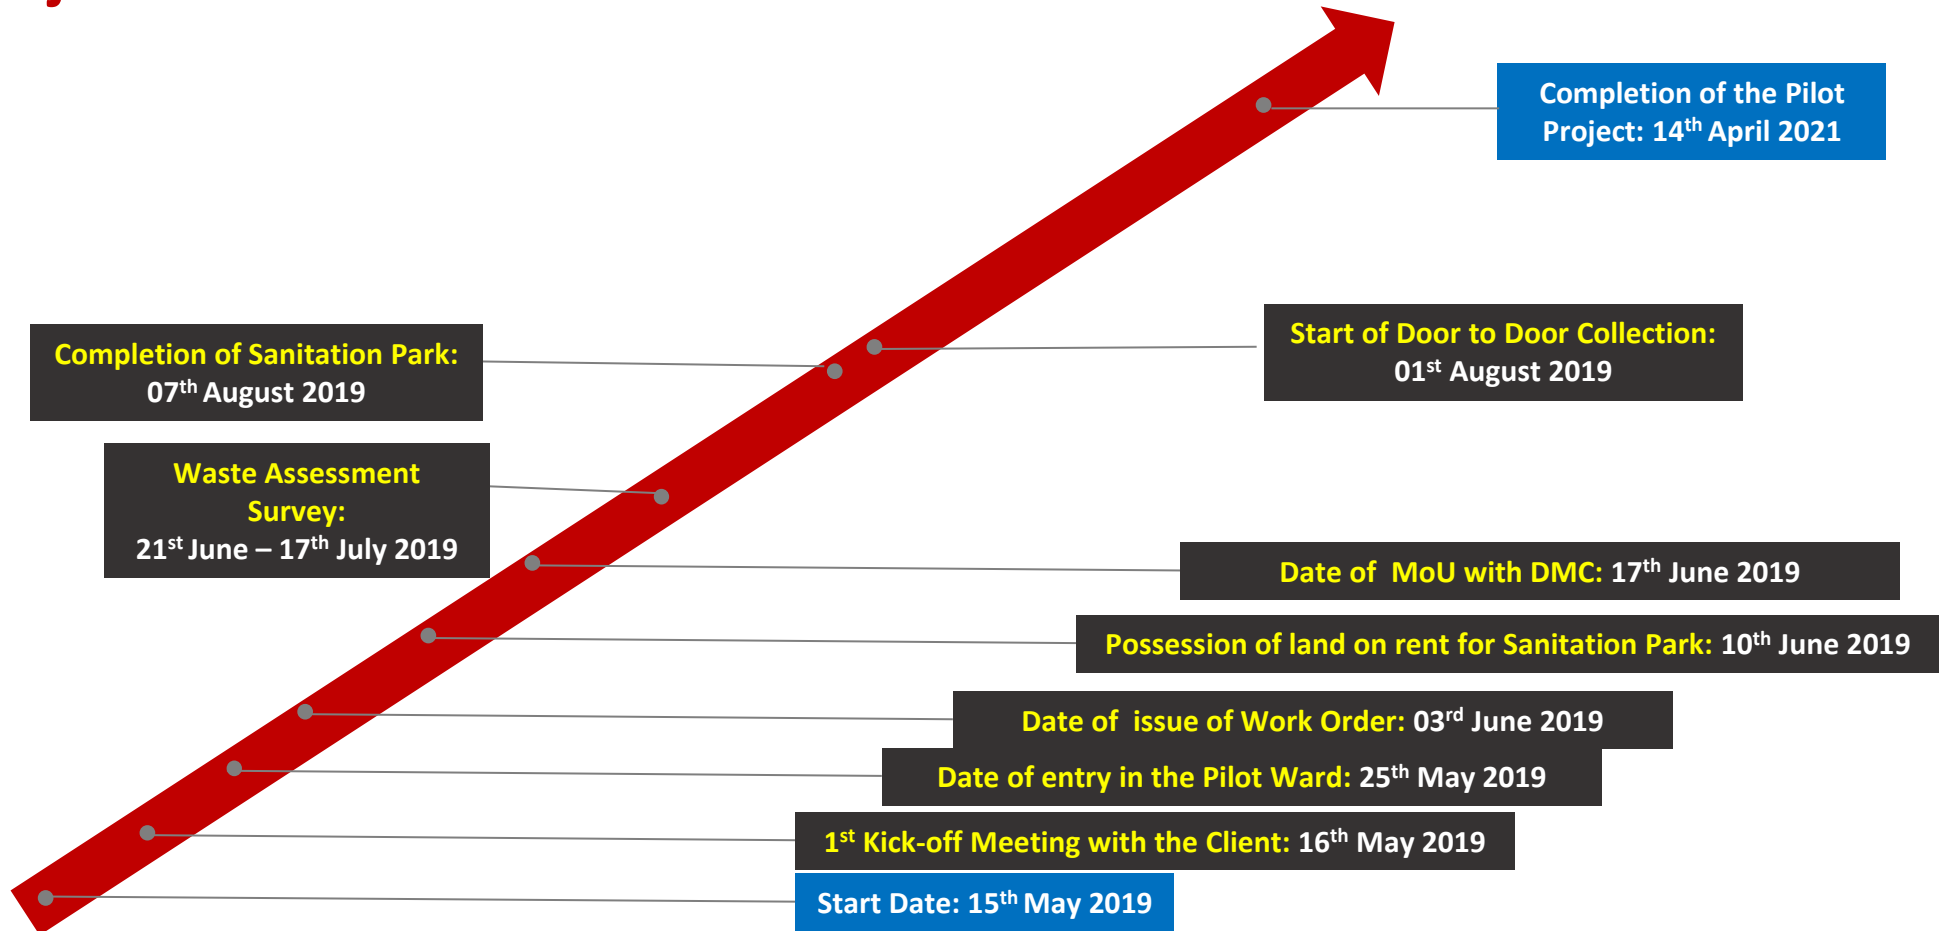 Completion of the Pilot
Project: 14th April 2021
Completion of Sanitation Park:
07th August 2019
Start of Door to Door Collection:
01st August 2019
Waste Assessment
Survey:
21st June – 17th July 2019
Date of  MoU with DMC: 17th June 2019
Possession of land on rent for Sanitation Park: 10th June 2019
Date of  issue of Work Order: 03rd June 2019
Date of entry in the Pilot Ward: 25th May 2019
1st Kick-off Meeting with the Client: 16th May 2019
Start Date: 15th May 2019